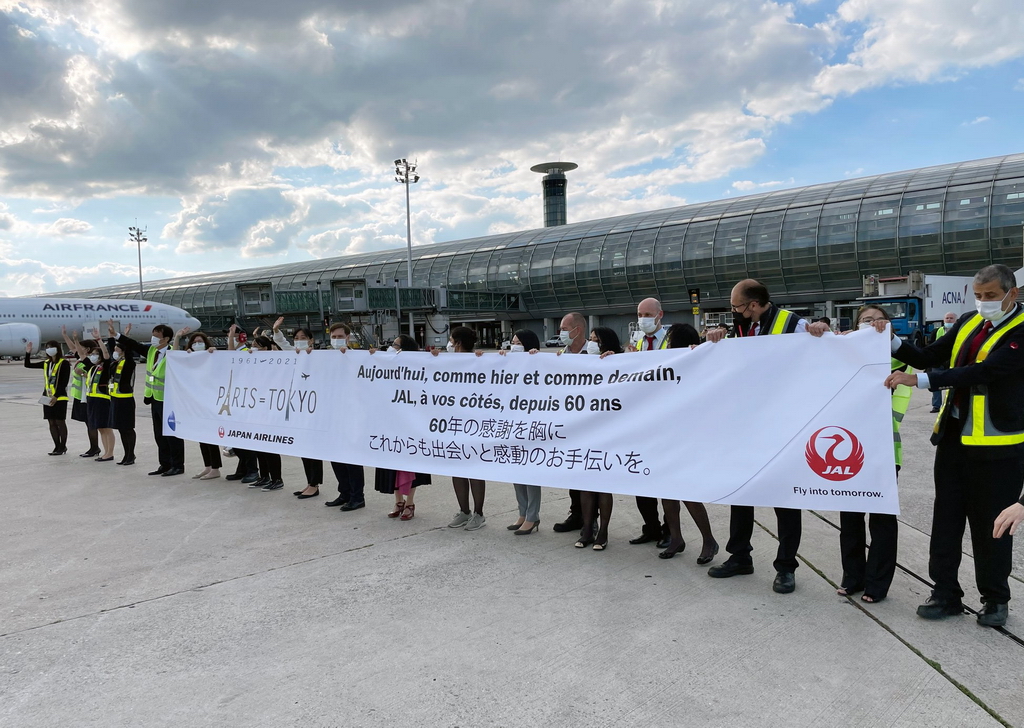 AIRFRANCE
ACNA
1961-2021
PARIS=TOKYO
JAPAN AIRLINES
Aujourd'hui, comme hier et comme demain,
JAL, à vos côtés, depuis 60 ans
60年の感謝を胸に
これからも出会いと感動のお手伝いを。
JAL
Fly into tomorrow.